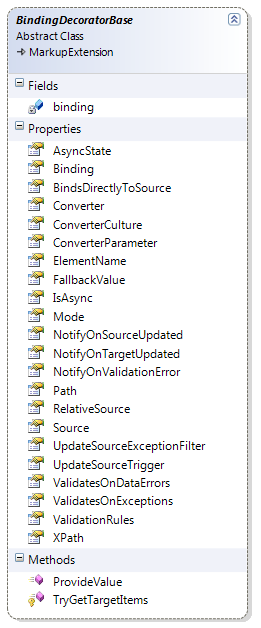 BindingDecoratorBase
Abstract Class
MarkupExtension
Fields
binding
Properties
AsyncState
Binding
BindsDirectlyToSource
Converter
ConverterCulture
ConverterParameter
ElementName
FallbackValue
IsAsync
Mode
NotifyOnSourceUpdated
NotifyOnTargetUpdated
NotifyOnValidationError
Path
RelativeSource
Source
UpdateSourceExceptionFilter
UpdateSourceTrigger
ValidatesOnDataErrors
ValidatesOnExceptions
ValidationRules
XPath
Methods
ProvideValue
TryGetTargetItems